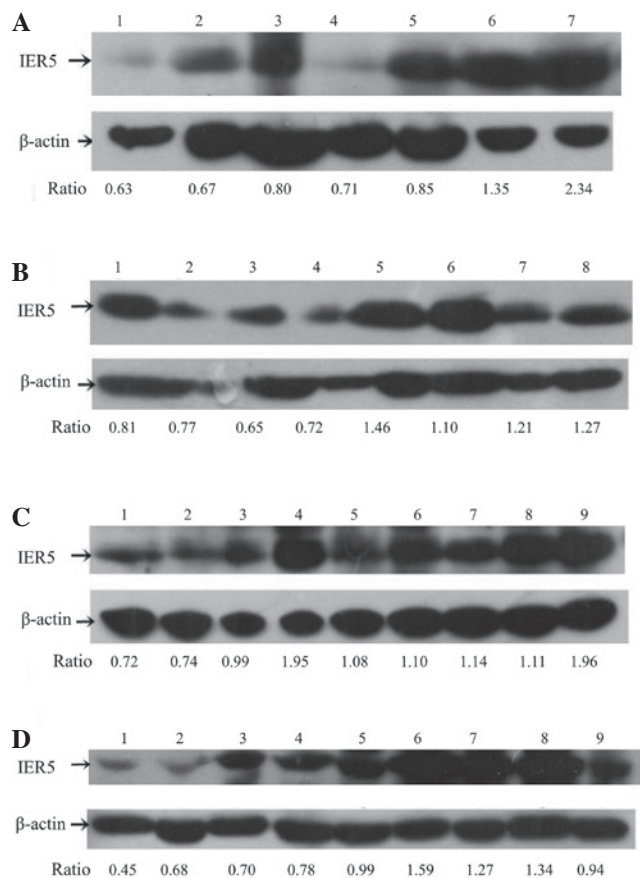 A
1 2 3 4 5 6 7
IER5
β-actin
Ratio 0.63 0.67 0.80 0.71 0.85 1.35 2.34
B
1 2 3 4 5 6 7 8
IER5
β-actin
Ratio 0.81 0.77 0.65 0.72 1.46 1.10 1.21 1.27
C
1 2 3 4 5 6 7 8 9
IER5
β-actin
Ratio 0.72 0.74 0.99 1.95 1.08 1.10 1.14 1.11 1.96
D
1 2 3 4 5 6 7 8 9
IER5
β-actin
Ratio 0.45 0.68 0.70 0.78 0.99 1.59 1.27 1.34 0.94